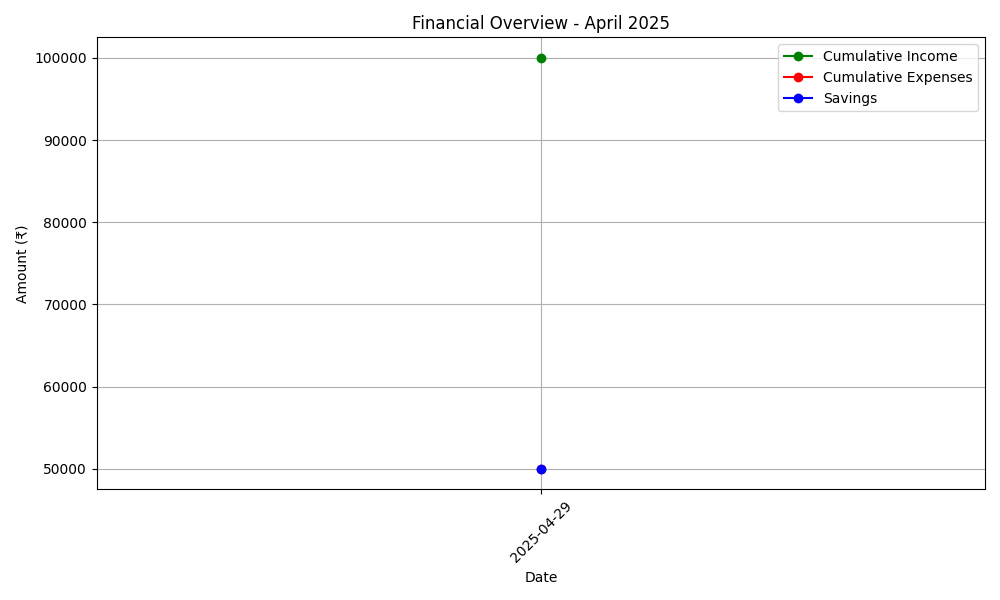 Financial Overview - April 2025
Cumulative Income
Cumulative Expenses
Savings
100000
90000
80000
70000
60000
50000
Amount (₹)
2025-04-29
Date